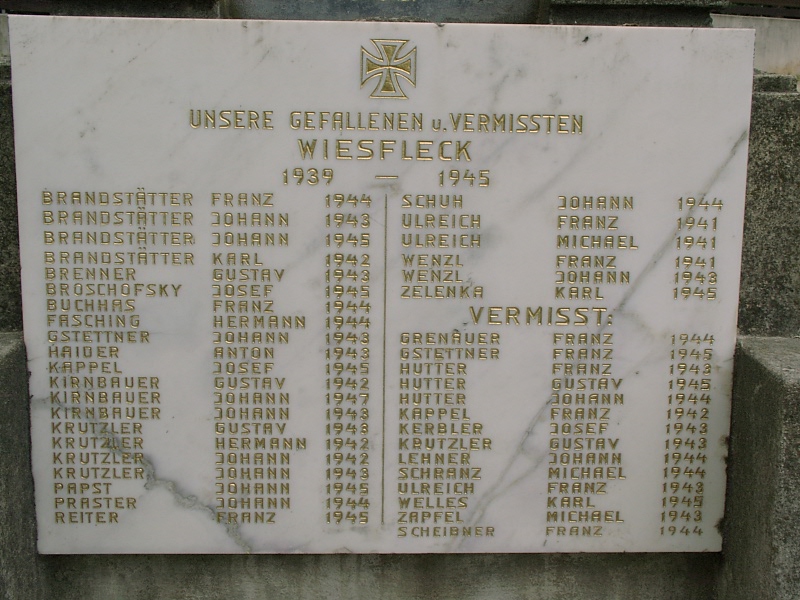 UNSERE GEFALLENEN u. VERMISSTEN
WIESFLECK
1939 — 1945
BRANDSTÄTTER FRANZ 1944
BRANDSTÄTTER JOHANN 1943
BRANDSTÄTTER JOHANN 1945
BRANDSTÄTTER KARL 1942
BRENNER GUSTAV 1943
BROSCHOFSKY JOSEF 1945
BUCHHAS FRANZ 1944
FASCHING HERMANN 1944
GSTETTNER JOHANN 1943
HAIDER ANTON 1943
KAPPEL JOSEF 1945
KIRNBAUER GUSTAV 1942
KIRNBAUER JOHANN 1947
KIRNBAUER JOHANN 1943
KRUTZLER GUSTAV 1943
KRUTZLER HERMANN 1942
KRUTZLER JOHANN 1942
KRUTZLER JOHANN 1943
PAPST JOHANN 1945
PRASTER JOHANN 1944
REITER FRANZ 1945
SCHUH JOHANN 1944
ULREICH FRANZ 1941
ULREICH MICHAEL 1941
WENZL FRANZ 1941
WENZL JOHANN 1943
ZELENKA KARL 1945
VERMISST:
GRENÄUER FRANZ 1944
GSTETTNER FRANZ 1945
HUTTER FRANZ 1943
HUTTER GUSTAV 1945
HUTTER JOHANN 1944
KAPPEL FRANZ 1942
KERBLER JOSEF 1943
KRUTZLER GUSTAV 1943
LEHNER JOHANN 1944
SCHRANZ MICHAEL 1944
ULREICH FRANZ 1943
WELLES KARL 1945
ZAPFEL MICHAEL 1943
SCHEIBNER FRANZ 1944